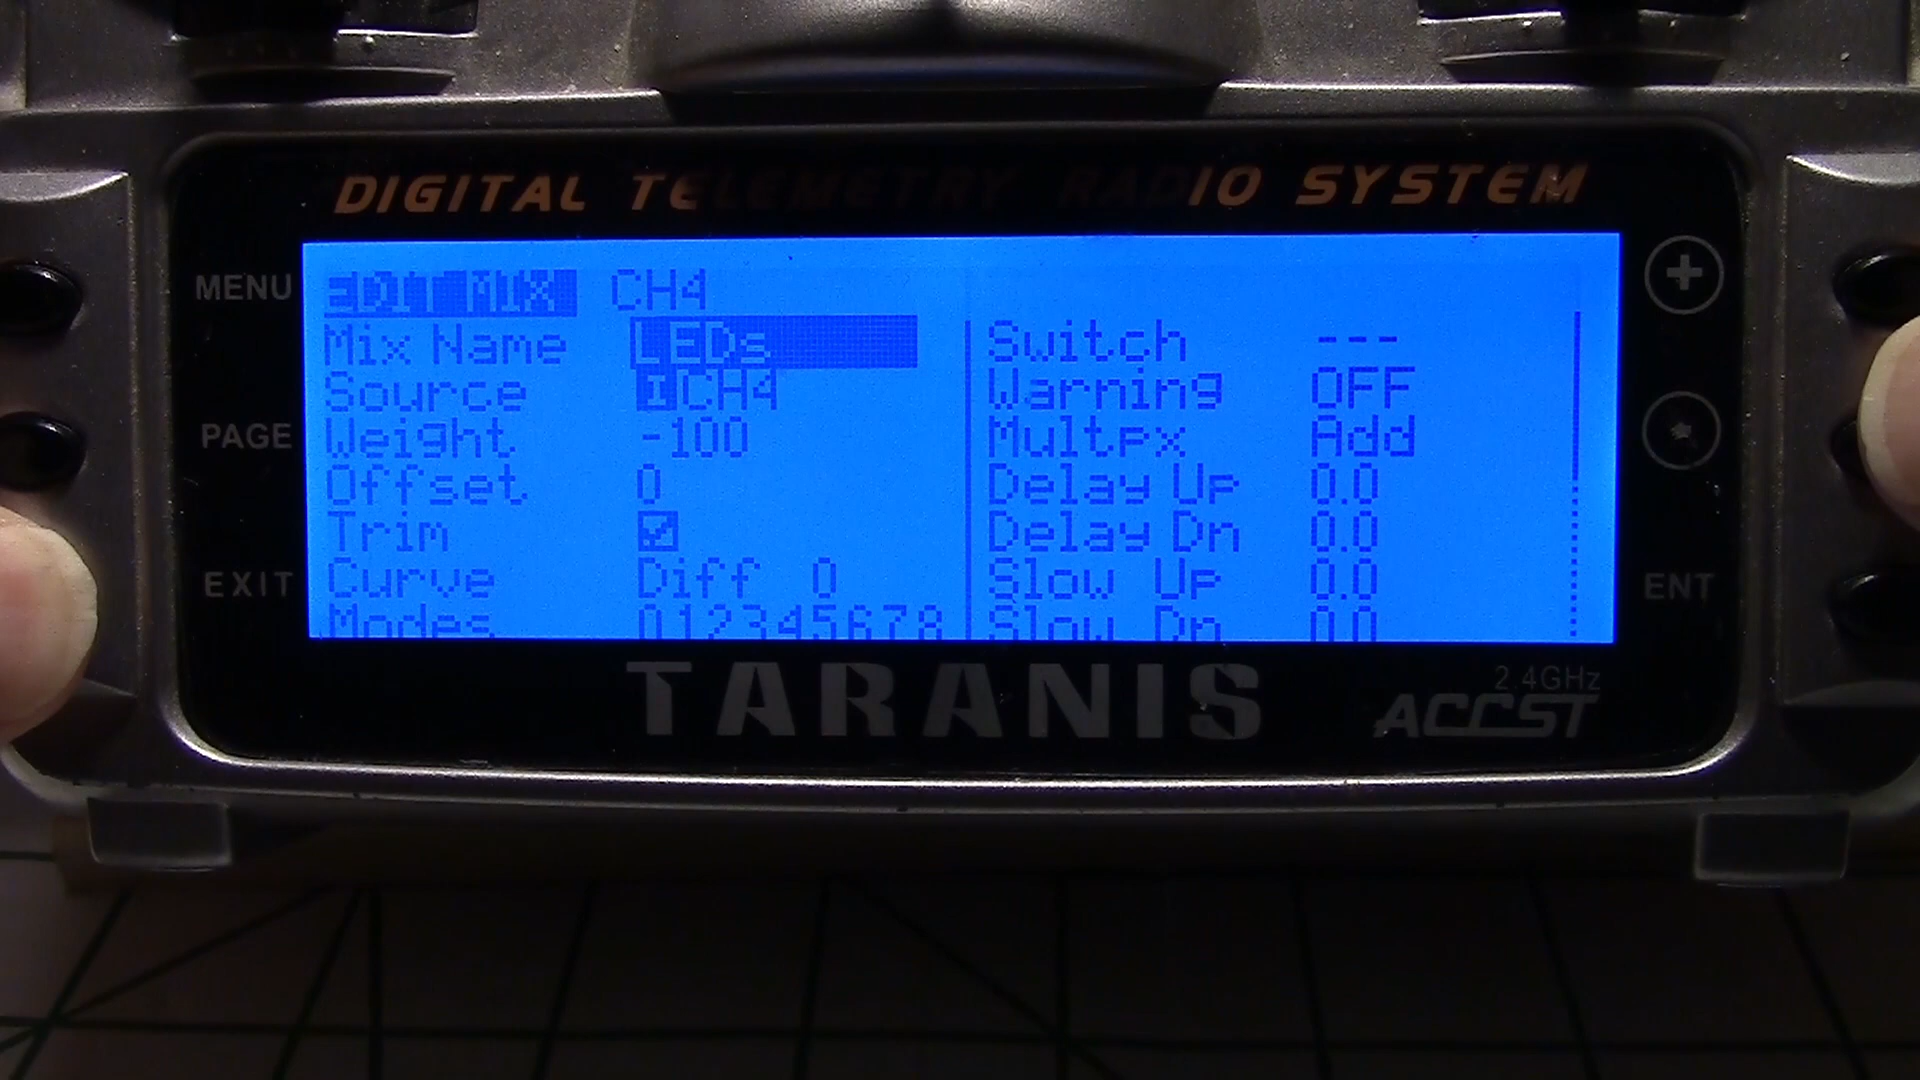 DIGITAL TELEMETRY RADIO SYSTEM
MENU
PAGE
EXIT
EDIT MIX CH4
Mix Name LEDs
Source ICH4
Weight -100
Offset 0
Trim
Curve Diff 0
Modes 012345678
Switch ---
Warning OFF
Multpx Add
Delay Up 0.0
Delay Dn 0.0
Slow Up 0.0
Slow Dn 0.0
ENT
TARANIS
2.4GHz
ACCST